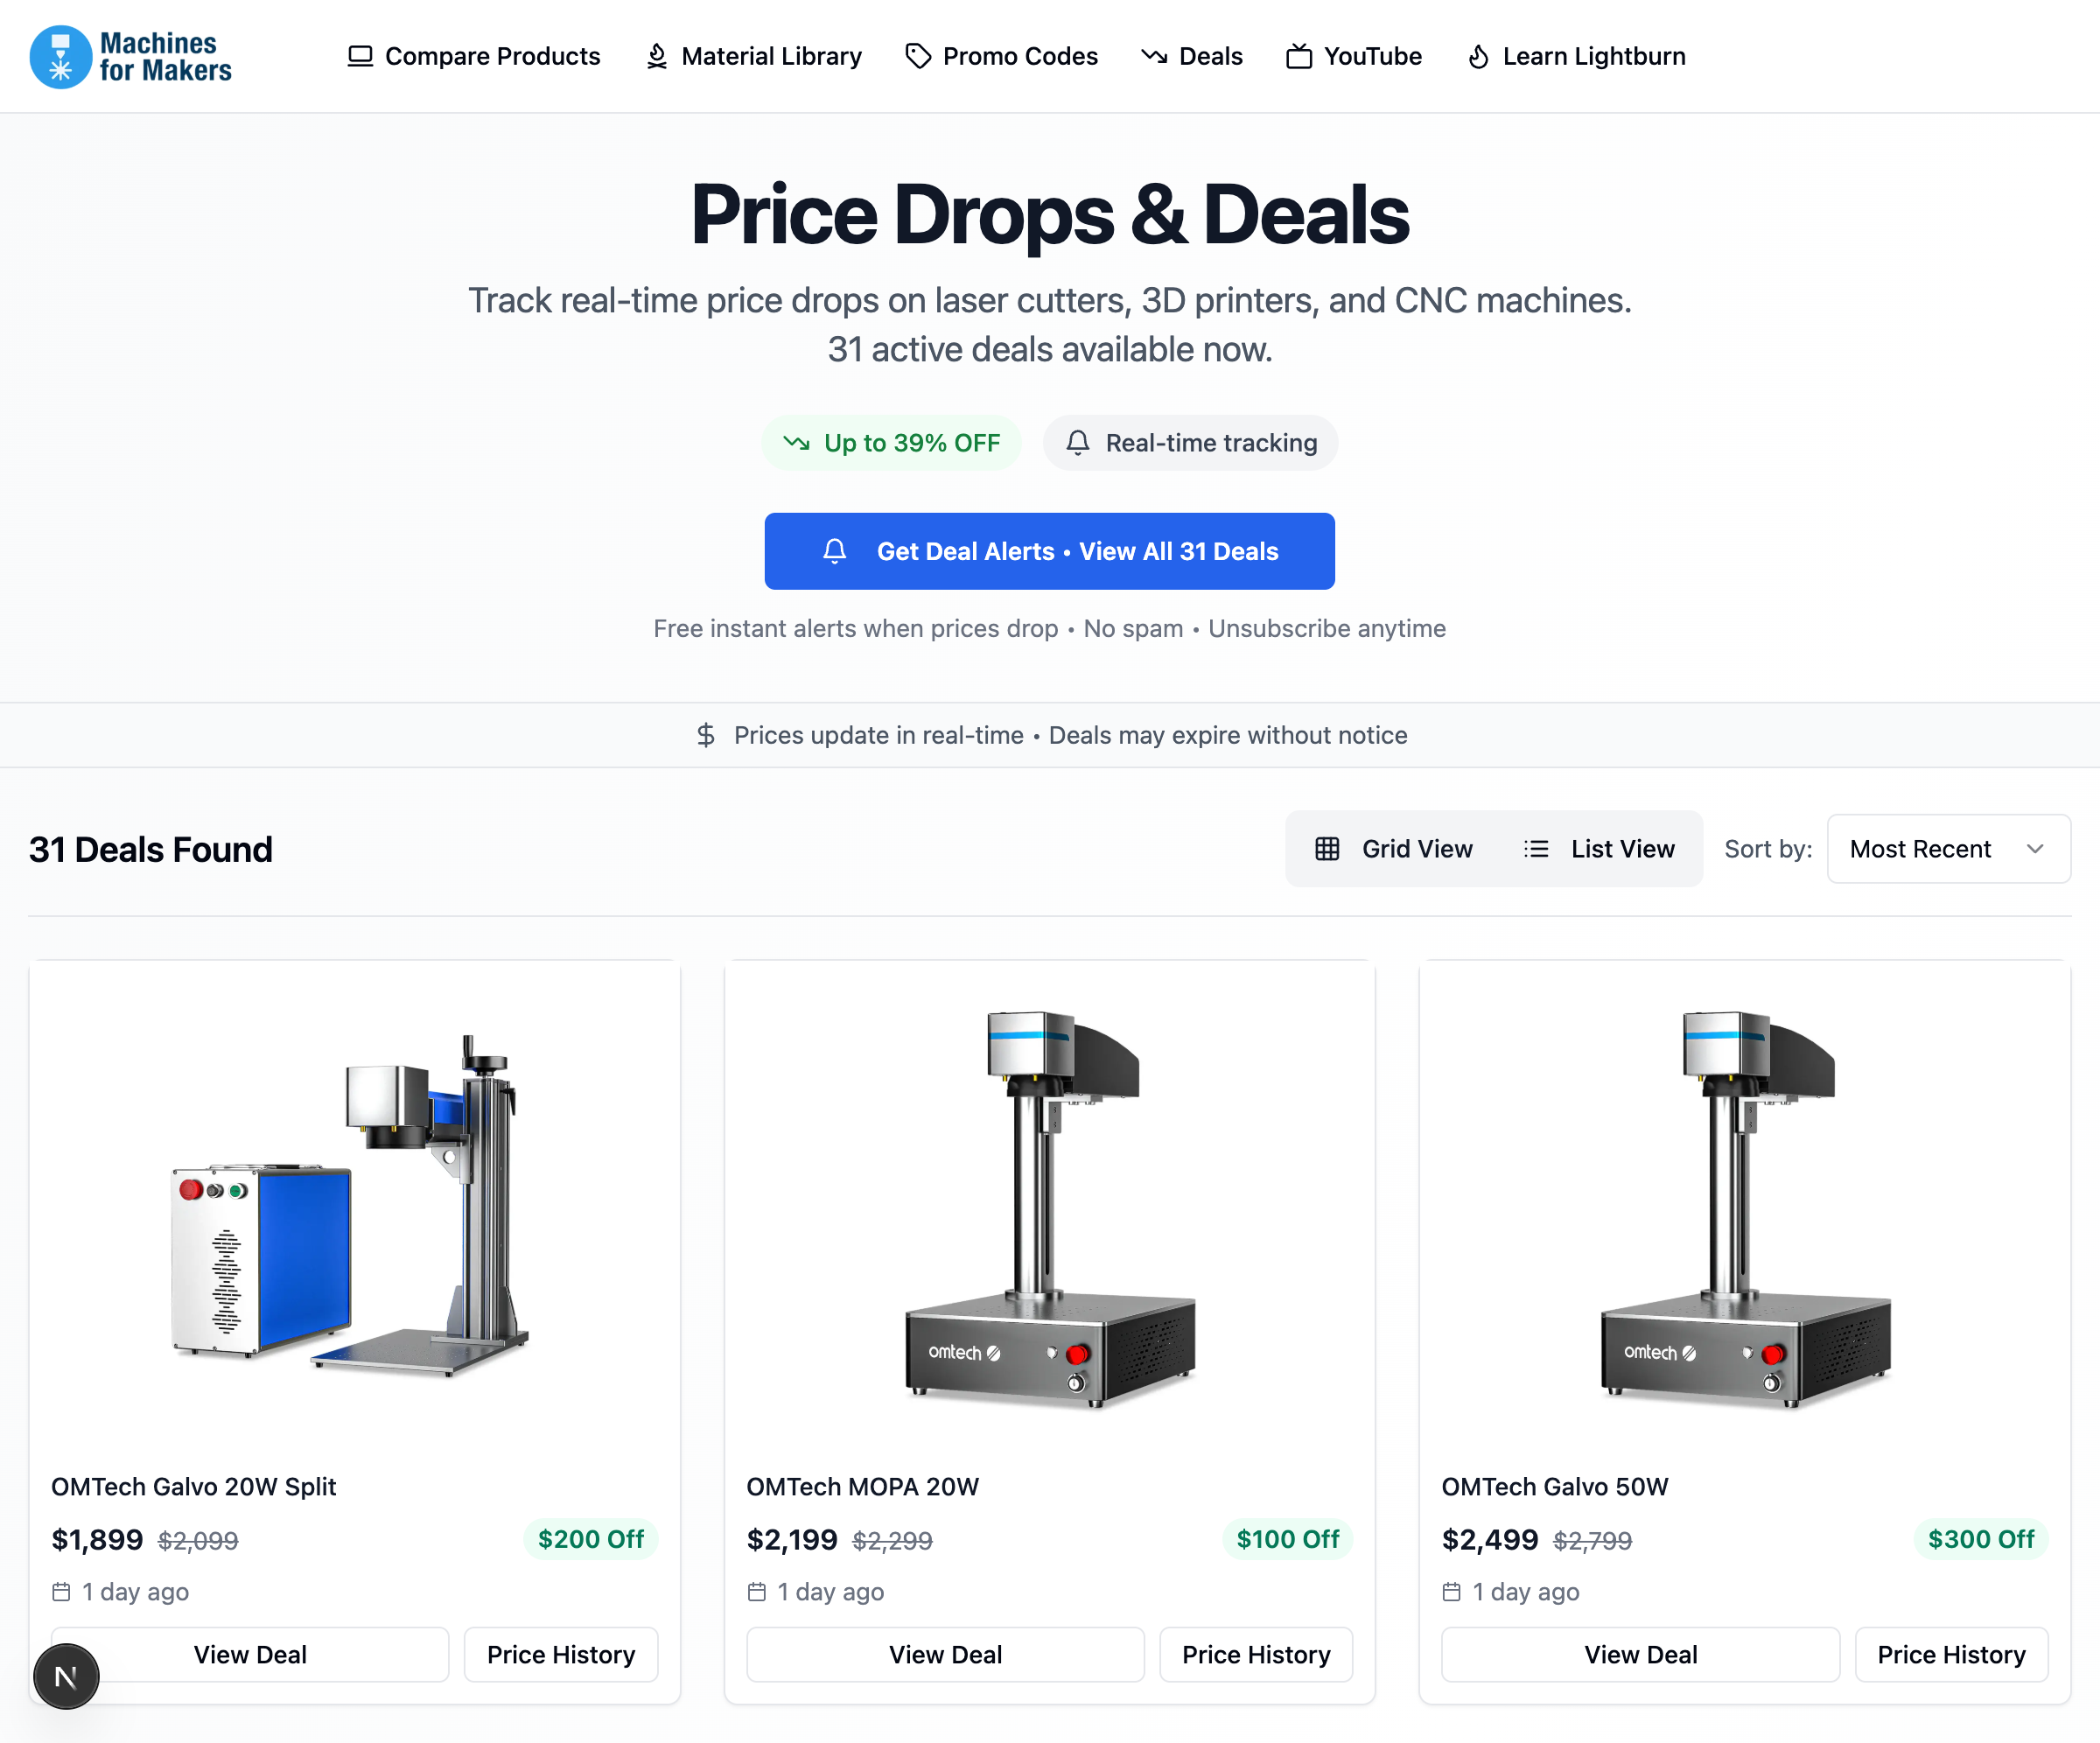 Machines
for Makers
Compare Products
Material Library
Promo Codes
Deals
YouTube
Learn Lightburn
Price Drops & Deals
Track real-time price drops on laser cutters, 3D printers, and CNC machines.
31 active deals available now.
Up to 39% OFF
Real-time tracking
Get Deal Alerts • View All 31 Deals
Free instant alerts when prices drop • No spam • Unsubscribe anytime
$ Prices update in real-time • Deals may expire without notice
31 Deals Found
Grid View
List View
Sort by:
Most Recent
omtech
omtech
OMTech Galvo 20W Split
$1,899 $2,099
$200 Off
1 day ago
View Deal
Price History
OMTech MOPA 20W
$2,199 $2,299
$100 Off
1 day ago
View Deal
Price History
OMTech Galvo 50W
$2,499 $2,799
$300 Off
1 day ago
View Deal
Price History
N